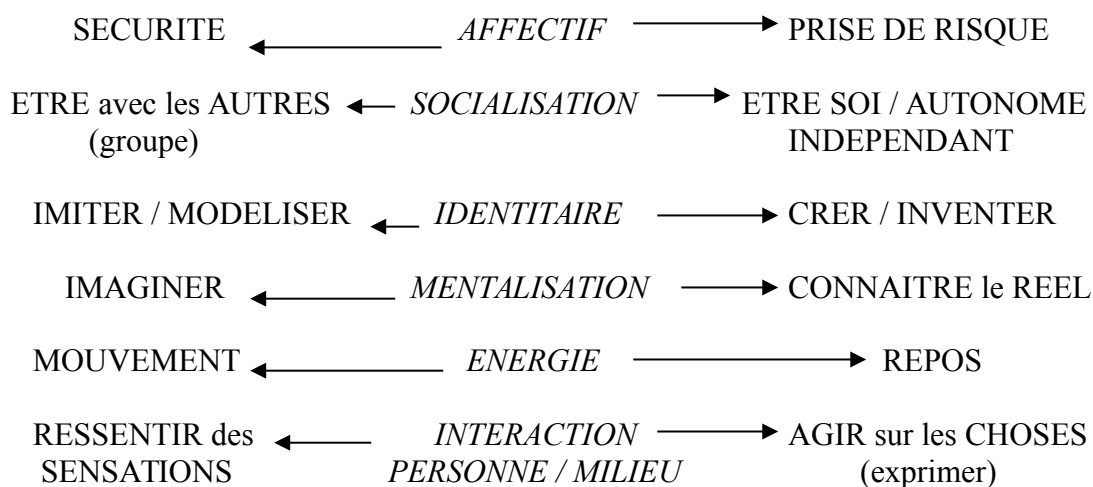 SECURITE AFFECTIF PRISE DE RISQUE
ETRE avec les AUTRES SOCIALISATION ETRE SOI / AUTONOME
(groupe) INDEPENDANT
IMITER / MODELISER IDENTITAIRE CRER / INVENTER
IMAGINER MENTALISATION CONNAITRE le REEL
MOUVEMENT ENERGIE REPOS
RESSENTIR des INTERACTION AGIR sur les CHOSES
SENSATIONS PERSONNE / MILIEU (exprimer)